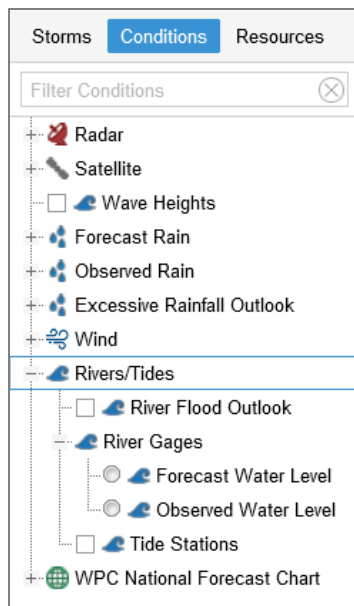 Storms Conditions Resources
Filter Conditions
Radar
Satellite
Wave Heights
Forecast Rain
Observed Rain
Excessive Rainfall Outlook
Wind
Rivers/Tides
River Flood Outlook
River Gages
Forecast Water Level
Observed Water Level
Tide Stations
WPC National Forecast Chart